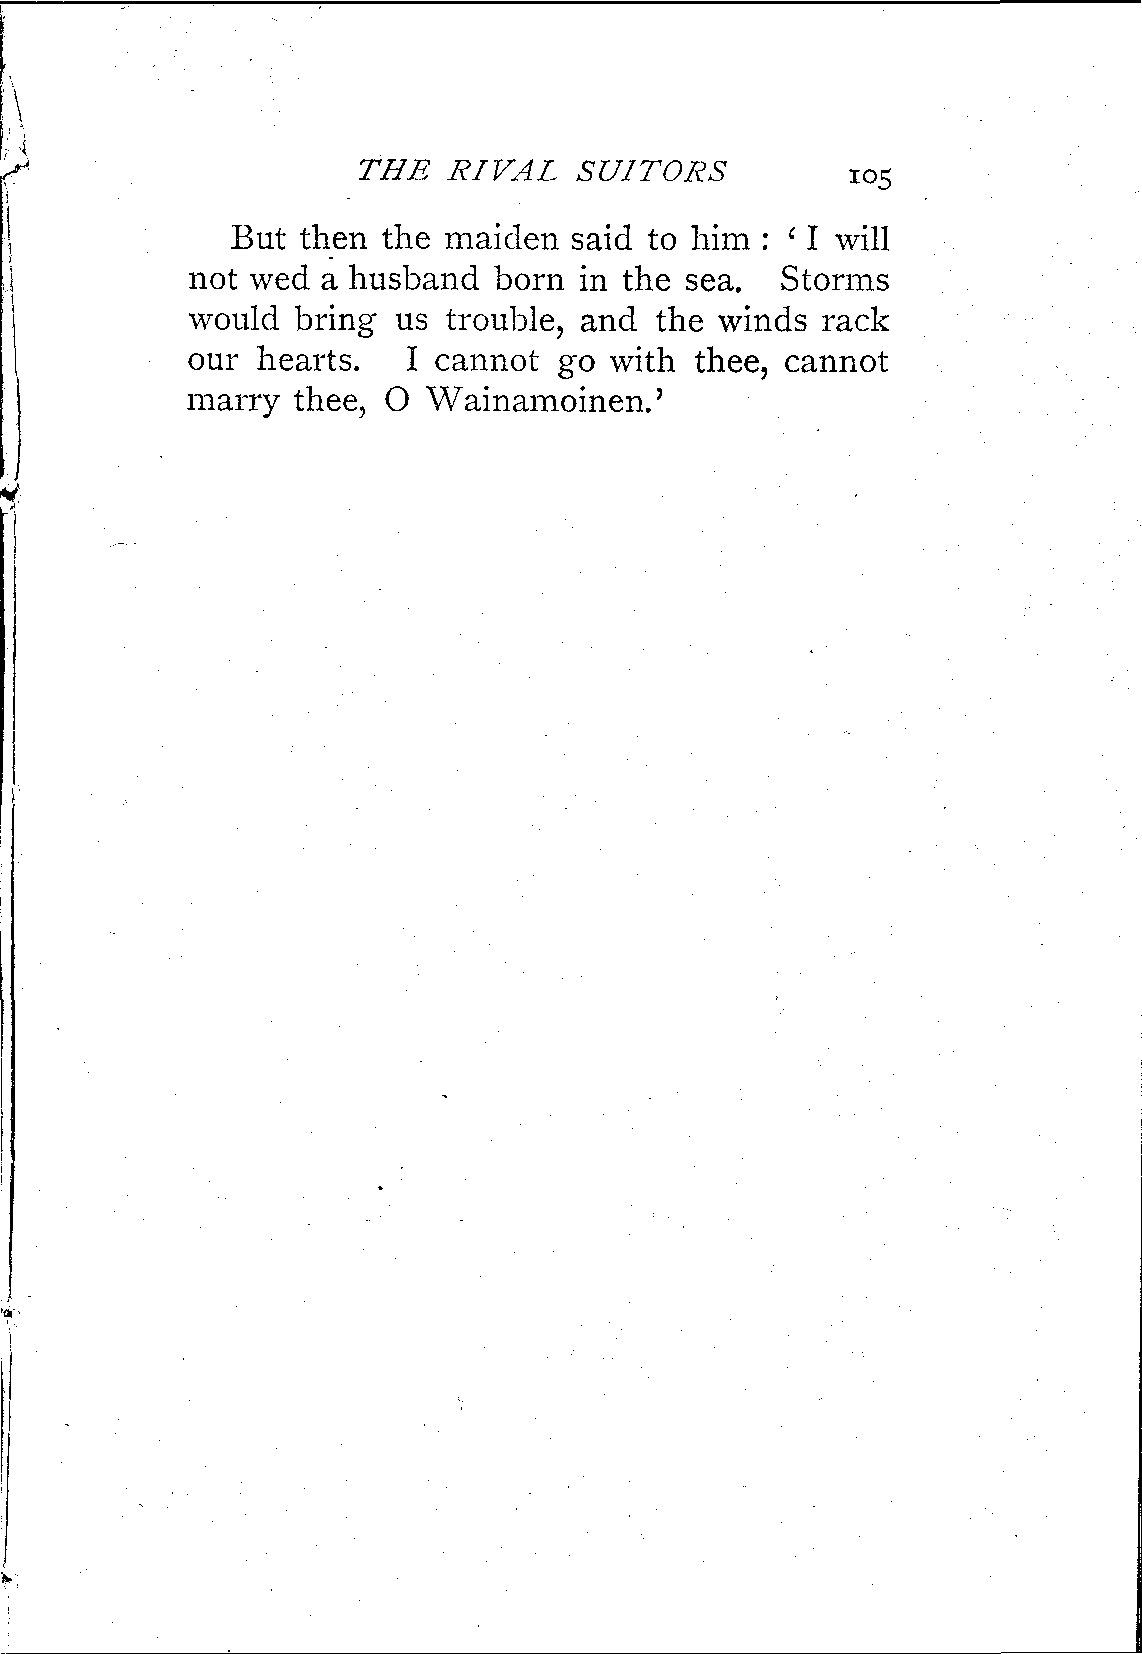 THE RIVAL SUITORS 105
But then the maiden said to him : ‘ I will
not wed a husband born in the sea. Storms
would bring us trouble, and the winds rack
our hearts. I cannot go with thee, cannot
marry thee, O Wainamoinen.’